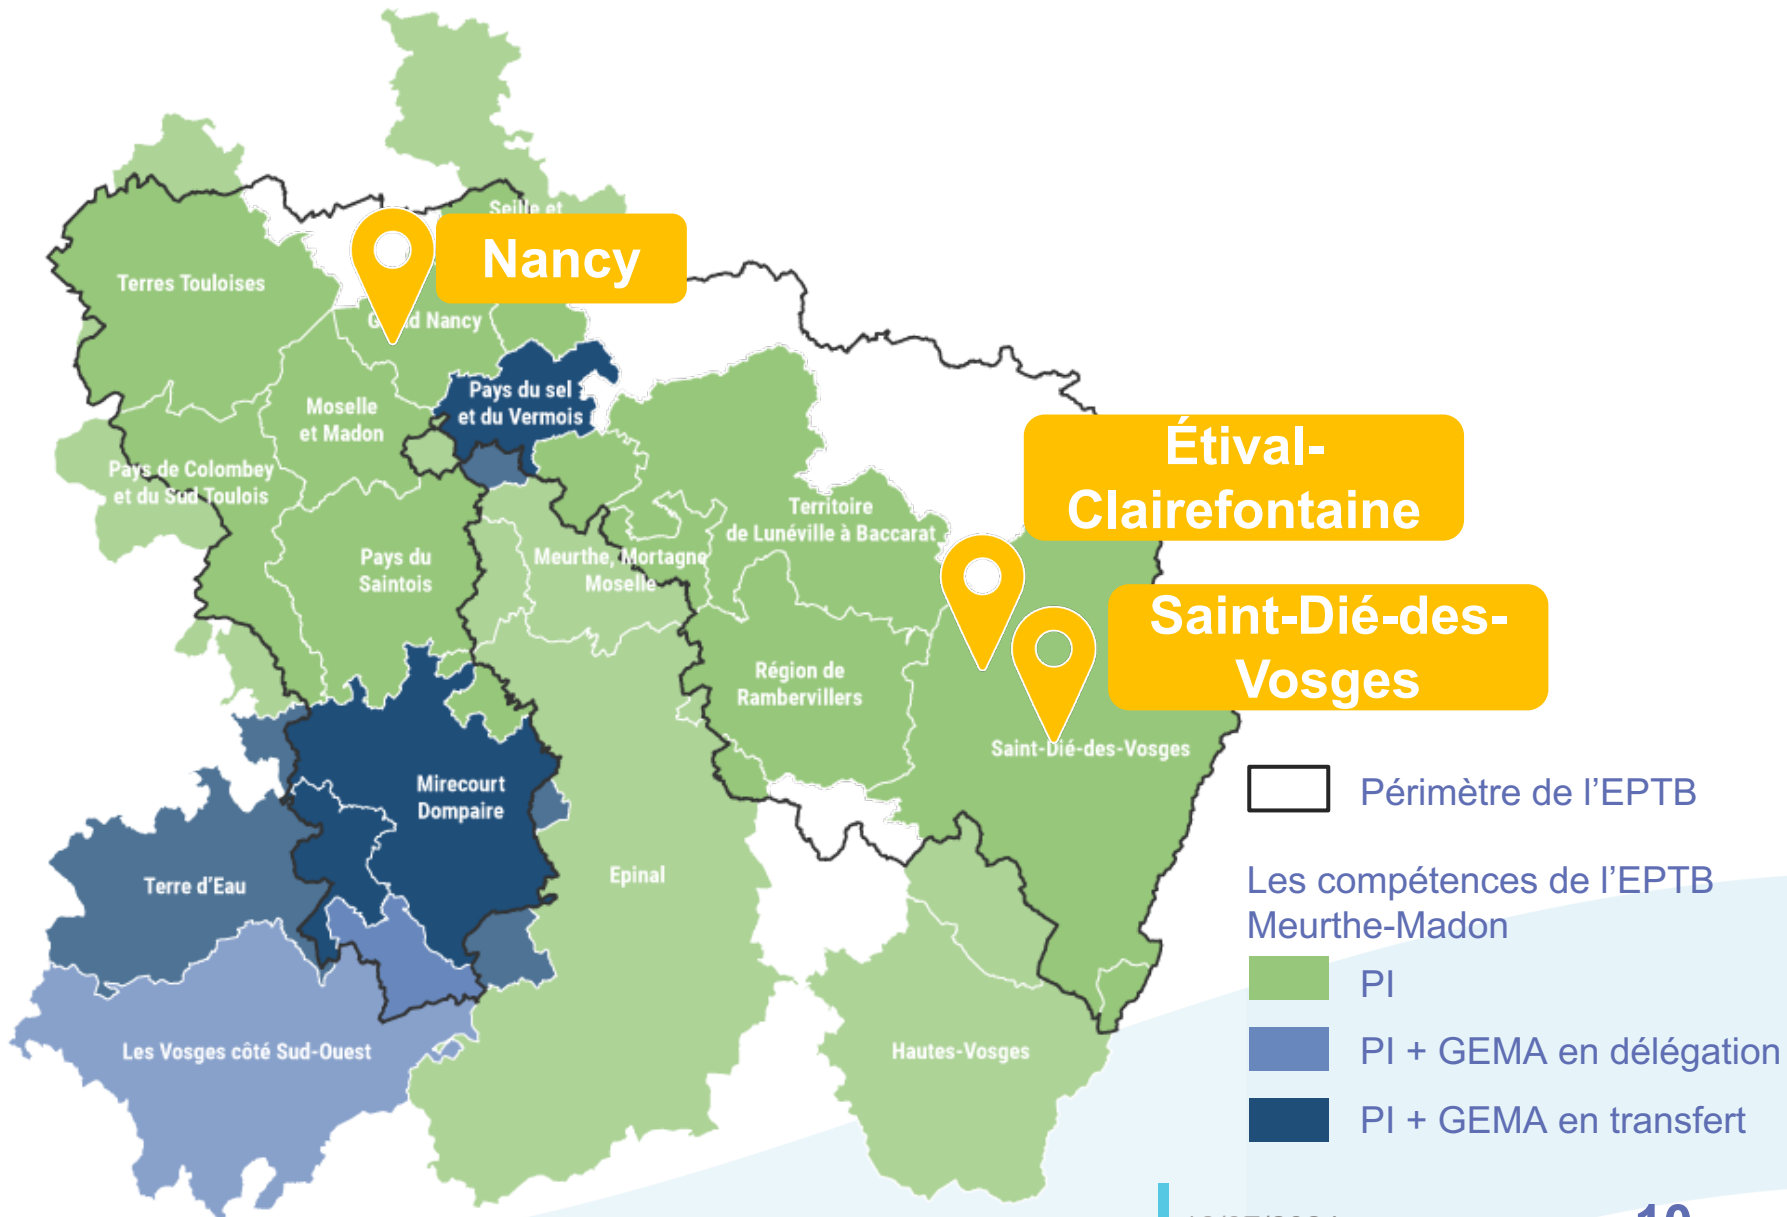 Seille et
Nancy
Terres Touloises
Nancy
Pays du sel
et du Vermois
Moselle
et Madon
Étival-
Clairefontaine
Pays de Colombey
et du Sud Toulois
Territoire
de Lunéville à Baccarat
Pays du
Saintois
Meurthe, Mortagne
Moselle
Saint-Dié-des-
Vosges
Région de
Rambervillers
Saint-Dié-des-Vosges
Mirecourt
Dompaire
Périmètre de l'EPTB
Terre d'Eau
Epinal
Les compétences de l'EPTB
Meurthe-Madon
PI
Les Vosges côté Sud-Ouest
Hautes-Vosges
PI + GEMA en délégation
PI + GEMA en transfert